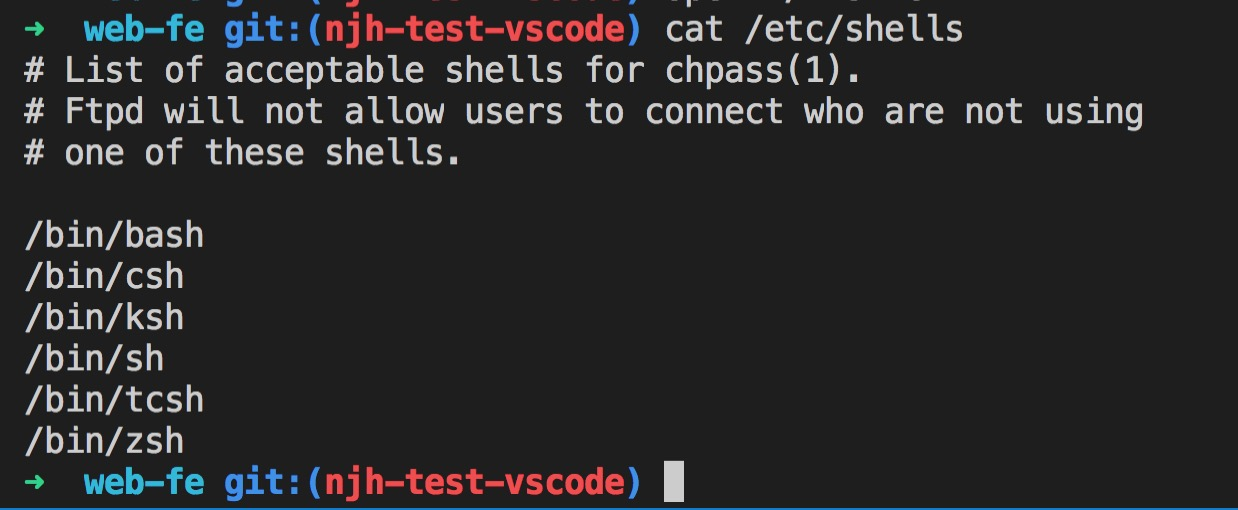 ➜  web-fe git:(njh-test-vscode) cat /etc/shells
# List of acceptable shells for chpass(1).
# Ftpd will not allow users to connect who are not using
# one of these shells.

/bin/bash
/bin/csh
/bin/ksh
/bin/sh
/bin/tcsh
/bin/zsh
➜  web-fe git:(njh-test-vscode)